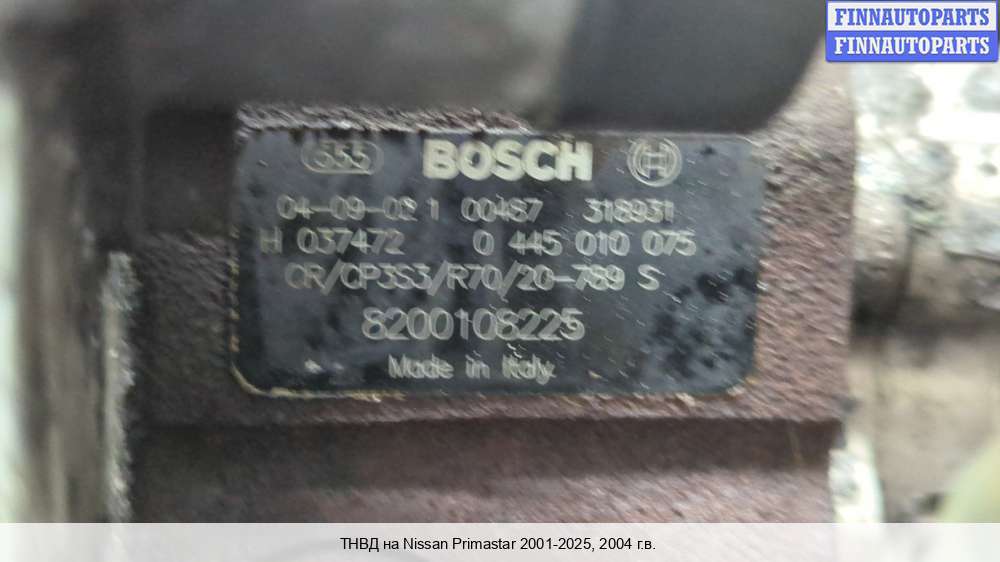 FINNAUTOPARTS
FINNAUTOPARTS
555 BOSCH
04-09-02 1 00487 318931
H 037472 0 445 010 075
CR/CP3S3/R70/20-789 S
8200108225
Made in Italy.
ТНВД на Nissan Primastar 2001-2025, 2004 г.в.